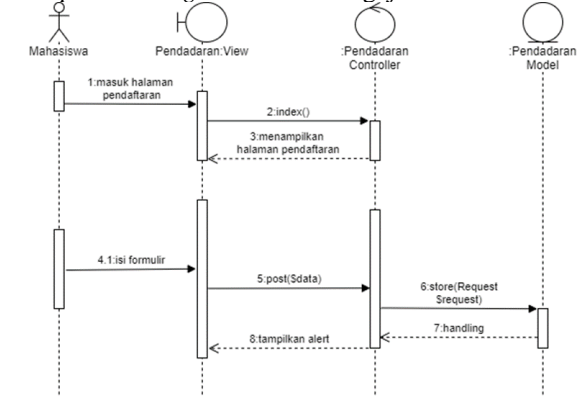 Mahasiswa
Pendadaran:View
:Pendadaran
Controller
:Pendadaran
Model
1:masuk halaman
pendaftaran
2:index()
3:menampilkan
halaman pendaftaran
4.1:isi formulir
5:post($data)
6:store(Request
$request)
7:handling
8:tampilkan alert